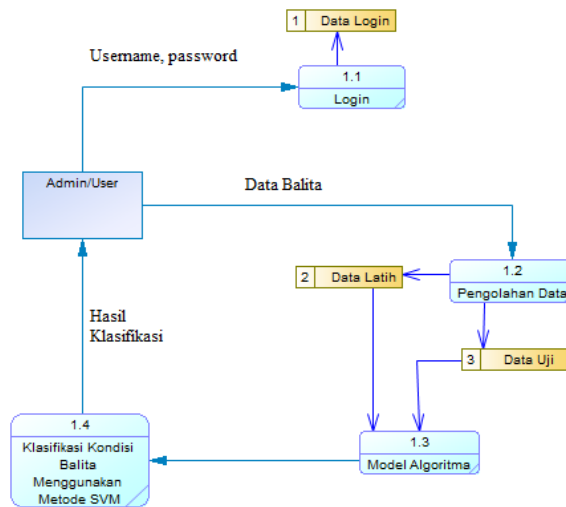 1 Data Login
Username, password
1.1
Login
Admin/User
Data Balita
2 Data Latih
1.2
Pengolahan Data
Hasil
Klasifikasi
3 Data Uji
1.4
Klasifikasi Kondisi
Balita
Menggunakan
Metode SVM
1.3
Model Algoritma